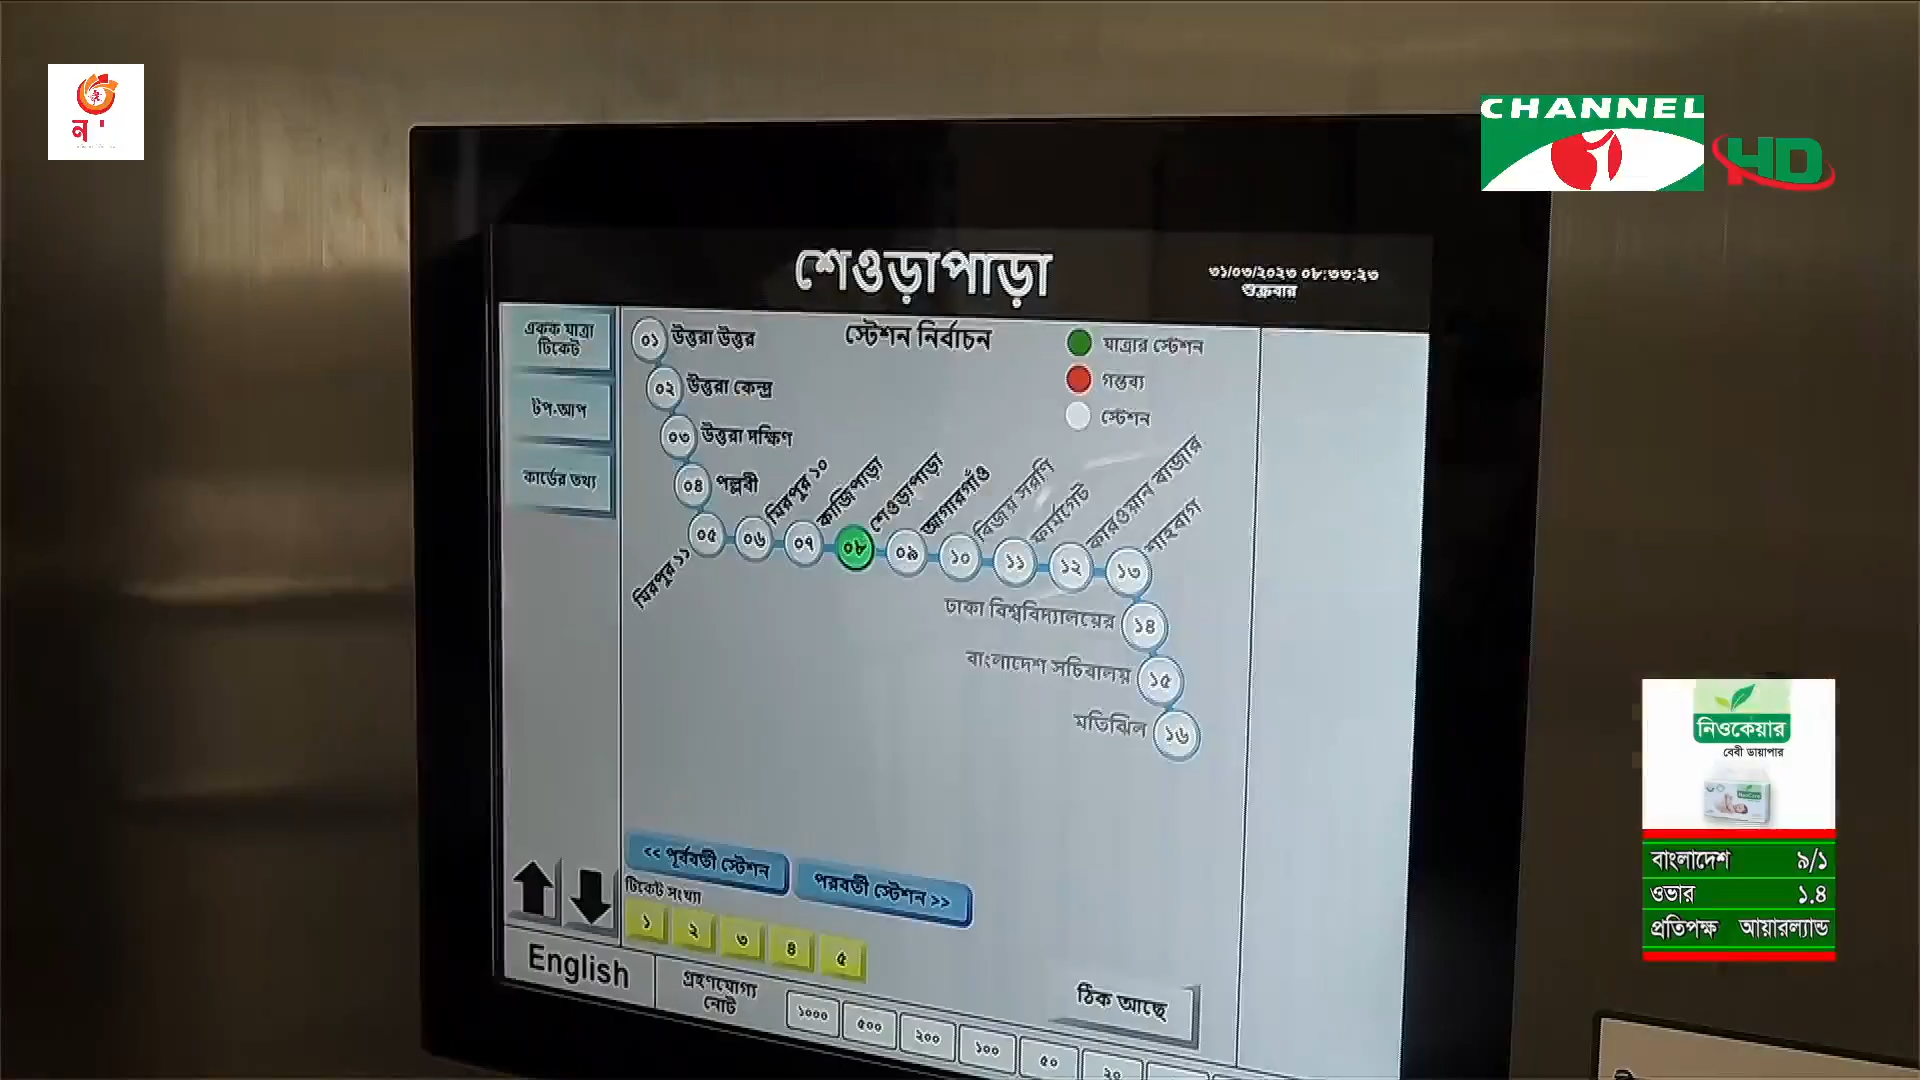 ন'
CHANNEL
HD
শেওড়াপাড়া
৩১/০৩/২০২৩ ০৮:৩৩:২৩
শুক্রবার
একক যাত্রা
টিকেট
টপ-আপ
কার্ডের তথ্য
স্টেশন নির্বাচন
যাত্রার স্টেশন
গন্তব্য
স্টেশন
০১ উত্তরা উত্তর
০২ উত্তরা কেন্দ্র
০৩ উত্তরা দক্ষিণ
০৪ পল্লবী
০৫ মিরপুর ১১
০৬ মিরপুর ১০
০৭ কাজিপাড়া
০৮ শেওড়াপাড়া
০৯ আগারগাঁও
১০ বিজয় সরণি
১১ ফার্মগেট
১২ কারওয়ান বাজার
১৩ শাহবাগ
ঢাকা বিশ্ববিদ্যালয়ের ১৪
বাংলাদেশ সচিবালয় ১৫
মতিঝিল ১৬
<< পূর্ববর্তী স্টেশন
পরবর্তী স্টেশন >>
টিকেট সংখ্যা
১ ২ ৩ ৪ ৫
English
গ্রহণযোগ্য
নোট
১০০০ ৫০০ ২০০ ১০০ ৫০ ২০
ঠিক আছে
নিওকেয়ার
বেবী ডায়াপার
NeoCare
বাংলাদেশ ৯/১
ওভার ১.৪
প্রতিপক্ষ আয়ারল্যান্ড